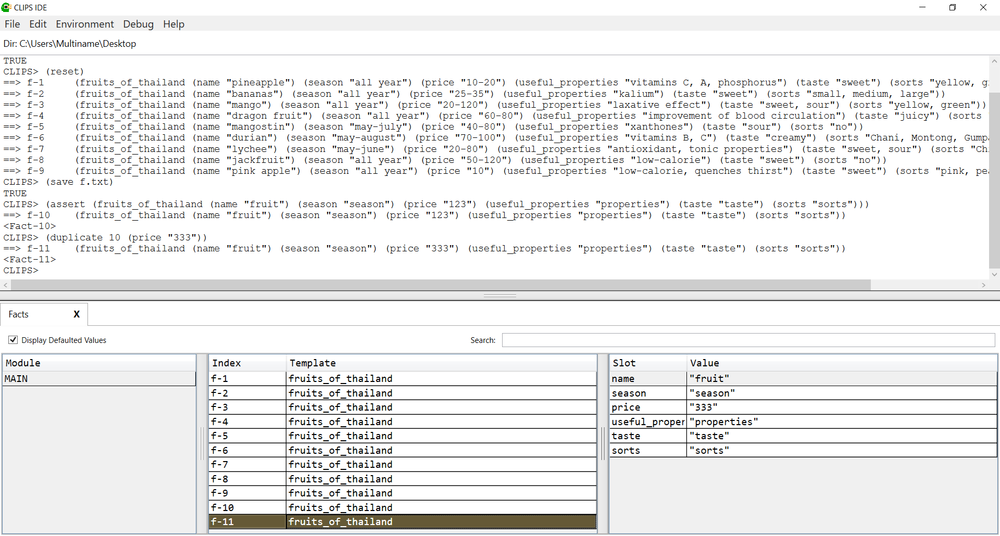 CLIPS IDE
File Edit Environment Debug Help
Dir: C:\Users\Multiname\Desktop
TRUE
CLIPS> (reset)
==> f-1 (fruits_of_thailand (name "pineapple") (season "all year") (price "10-20") (useful_properties "vitamins C, A, phosphorus") (taste "sweet") (sorts "yellow,
==> f-2 (fruits_of_thailand (name "bananas") (season "all year") (price "25-35") (useful_properties "kalium") (taste "sweet") (sorts "small, medium, large"))
==> f-3 (fruits_of_thailand (name "mango") (season "all year") (price "20-120") (useful_properties "laxative effect") (taste "sweet, sour") (sorts "yellow, green"))
==> f-4 (fruits_of_thailand (name "dragon fruit") (season "all year") (price "60-80") (useful_properties "improvement of blood circulation") (taste "juicy") (sorts
==> f-5 (fruits_of_thailand (name "mangostin") (season "may-july") (price "40-80") (useful_properties "xanthones") (taste "sour") (sorts "no"))
==> f-6 (fruits_of_thailand (name "durian") (season "may-august") (price "70-100") (useful_properties "vitamins B, C") (taste "creamy") (sorts "Chani, Montong,
==> f-7 (fruits_of_thailand (name "lychee") (season "may-june") (price "20-80") (useful_properties "antioxidant, tonic properties") (taste "sweet, sour") (sorts
==> f-8 (fruits_of_thailand (name "jackfruit") (season "all year") (price "50-120") (useful_properties "low-calorie") (taste "sweet") (sorts "no"))
==> f-9 (fruits_of_thailand (name "pink apple") (season "all year") (price "10") (useful_properties "low-calorie, quenches thirst") (taste "sweet") (sorts "pink,
CLIPS> (save f.txt)
TRUE
CLIPS> (assert (fruits_of_thailand (name "fruit") (season "season") (price "123") (useful_properties "properties") (taste "taste") (sorts "sorts")))
==> f-10 (fruits_of_thailand (name "fruit") (season "season") (price "123") (useful_properties "properties") (taste "taste") (sorts "sorts"))
<Fact-10>
CLIPS> (duplicate 10 (price "333"))
==> f-11 (fruits_of_thailand (name "fruit") (season "season") (price "333") (useful_properties "properties") (taste "taste") (sorts "sorts"))
<Fact-11>
CLIPS>
Facts X
Display Defaulted Values Search:
Module Index Template Slot Value
MAIN f-1 fruits_of_thailand name "fruit"
f-2 fruits_of_thailand season "season"
f-3 fruits_of_thailand price "333"
f-4 fruits_of_thailand useful_proper "properties"
f-5 fruits_of_thailand taste "taste"
f-6 fruits_of_thailand sorts "sorts"
f-7 fruits_of_thailand
f-8 fruits_of_thailand
f-9 fruits_of_thailand
f-10 fruits_of_thailand
f-11 fruits_of_thailand